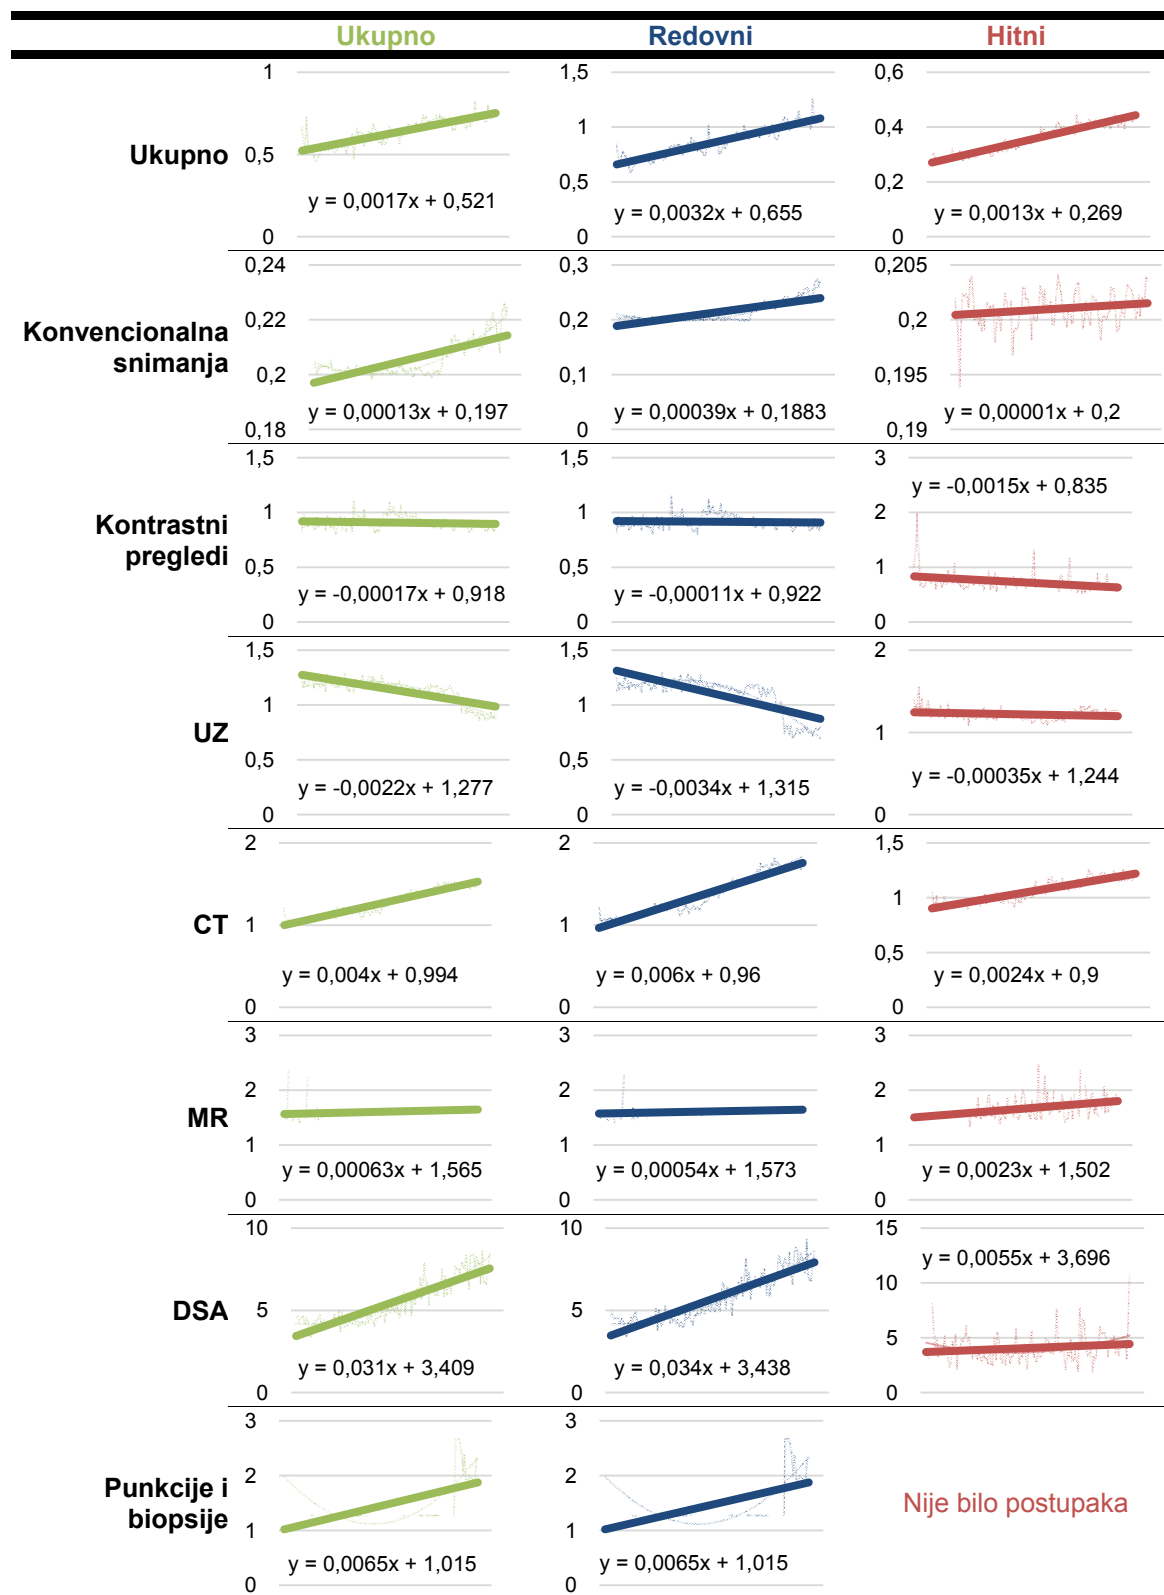 Ukupno Redovni Hitni
Ukupno
1
0,5
0
y = 0,0017x + 0,521
1,5
1
0,5
0
y = 0,0032x + 0,655
0,6
0,4
0,2
0
y = 0,0013x + 0,269
Konvencionalna
snimanja
0,24
0,22
0,2
0,18
y = 0,00013x + 0,197
0,3
0,2
0,1
0
y = 0,00039x + 0,1883
0,205
0,2
0,195
0,19
y = 0,00001x + 0,2
Kontrastni
pregledi
1,5
1
0,5
0
y = -0,00017x + 0,918
1,5
1
0,5
0
y = -0,00011x + 0,922
3
2
1
0
y = -0,0015x + 0,835
UZ
1,5
1
0,5
0
y = -0,0022x + 1,277
1,5
1
0,5
0
y = -0,0034x + 1,315
2
1
0
y = -0,00035x + 1,244
CT
2
1
0
y = 0,004x + 0,994
2
1
0
y = 0,006x + 0,96
1,5
1
0,5
0
y = 0,0024x + 0,9
MR
3
2
1
0
y = 0,00063x + 1,565
3
2
1
0
y = 0,00054x + 1,573
3
2
1
0
y = 0,0023x + 1,502
DSA
10
5
0
y = 0,031x + 3,409
10
5
0
y = 0,034x + 3,438
15
10
5
0
y = 0,0055x + 3,696
Punkcije i
biopsije
3
2
1
0
y = 0,0065x + 1,015
3
2
1
0
y = 0,0065x + 1,015
Nije bilo postupaka